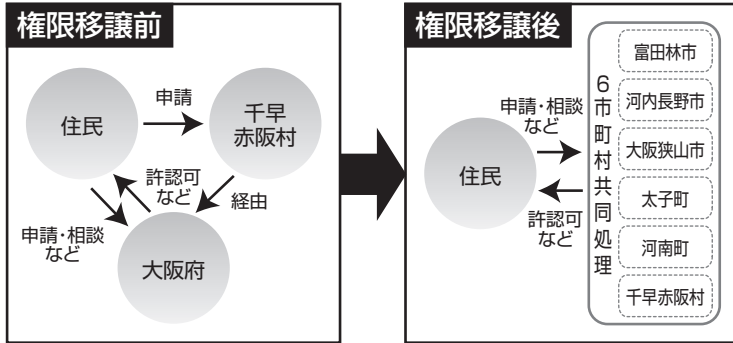 権限移譲前
住民
申請
千早
赤阪村
申請・相談
など
許認可
など
経由
大阪府
権限移譲後
住民
申請・相談
など
許認可
など
6市町村共同処理
富田林市
河内長野市
大阪狭山市
太子町
河南町
千早赤阪村